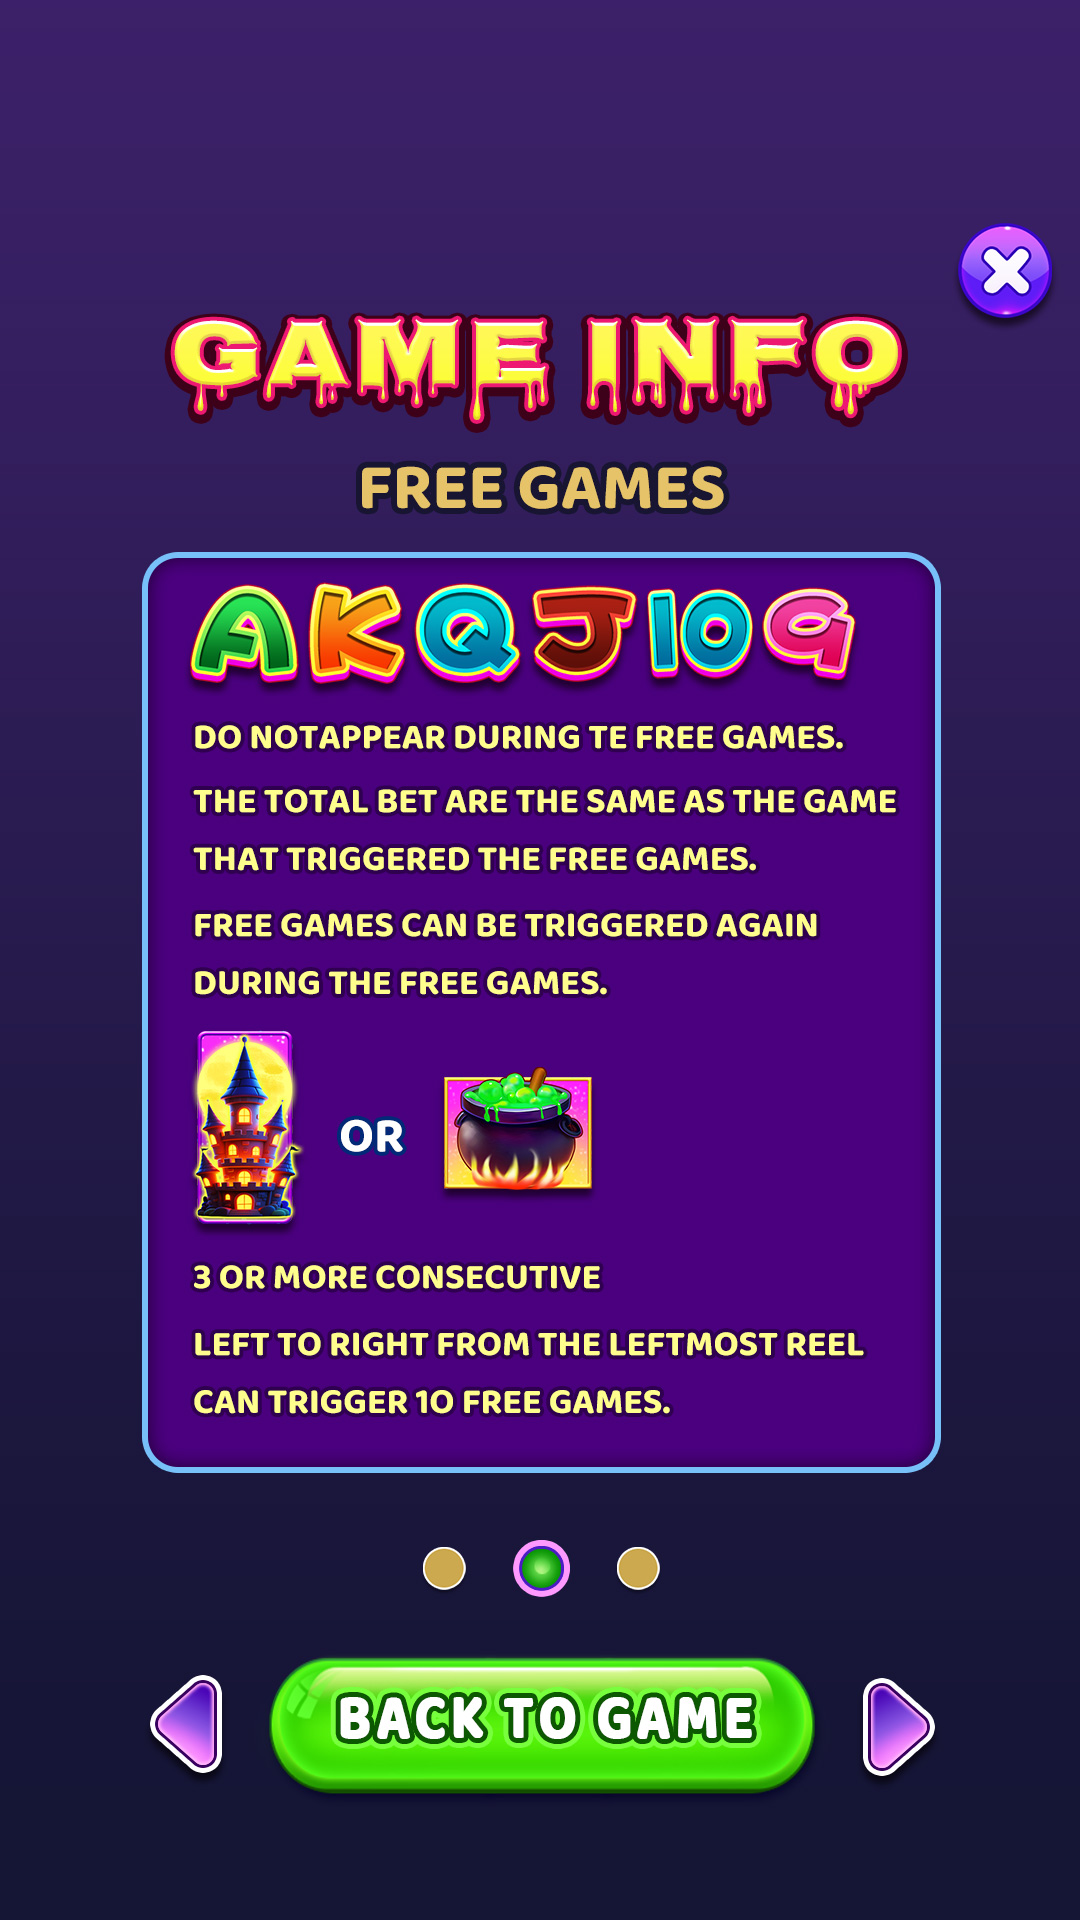 GAME INFO
FREE GAMES
A K Q J 10 9
DO NOTAPPEAR DURING TE FREE GAMES.
THE TOTAL BET ARE THE SAME AS THE GAME
THAT TRIGGERED THE FREE GAMES.
FREE GAMES CAN BE TRIGGERED AGAIN
DURING THE FREE GAMES.
OR
3 OR MORE CONSECUTIVE
LEFT TO RIGHT FROM THE LEFTMOST REEL
CAN TRIGGER 10 FREE GAMES.
BACK TO GAME